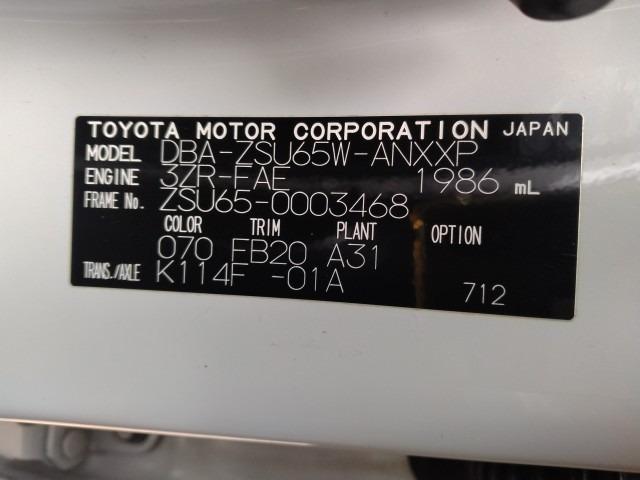 TOYOTA MOTOR CORPORATION JAPAN
MODEL DBA-ZSU65W-ANXXP
ENGINE 3ZR-FAE 1986 mL
FRAME No. ZSU65-0003468
COLOR TRIM PLANT OPTION
070 FB20 A31
TRANS./AXLE K114F -01A
712